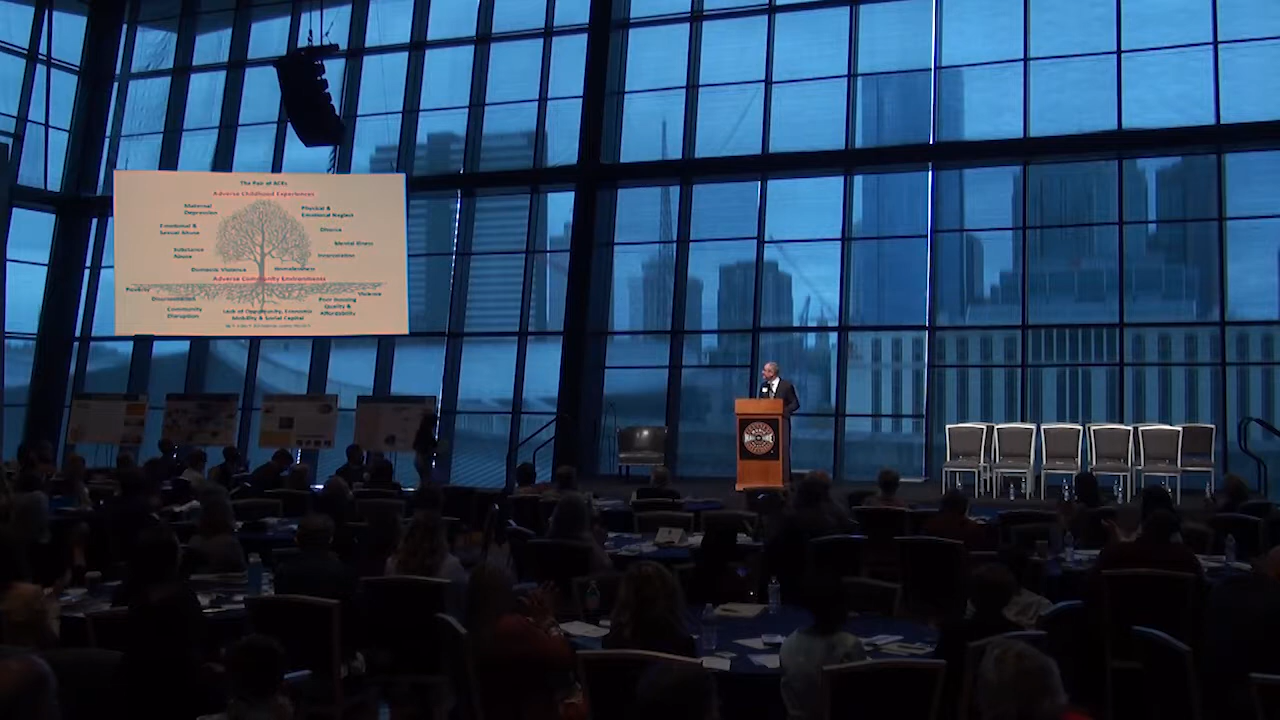 The Pair of ACEs
Adverse Childhood Experiences
Maternal
Depression
Physical &
Emotional Neglect
Emotional &
Sexual Abuse
Divorce
Mental Illness
Substance
Abuse
Incarceration
Domestic Violence
Homelessness
Adverse Community Environments
Poverty
Violence
Discrimination
Poor Housing
Quality &
Affordability
Community
Disruption
Lack of Opportunity, Economic
Mobility & Social Capital